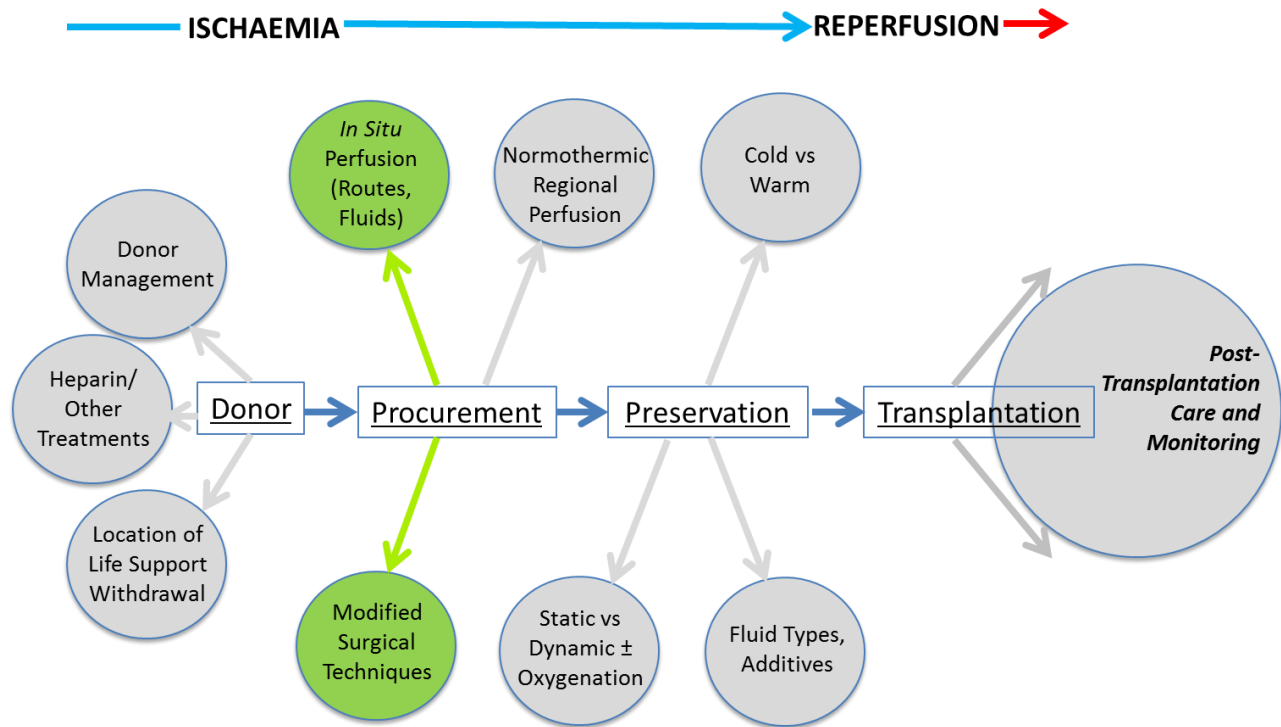 ISCHAEMIA
REPERFUSION
In Situ
Perfusion
(Routes,
Fluids)
Normothermic
Regional
Perfusion
Cold vs
Warm
Donor
Management
Heparin/
Other
Treatments
Location of
Life Support
Withdrawal
Donor
Procurement
Preservation
Transplantation
Post-
Transplantation
Care and
Monitoring
Modified
Surgical
Techniques
Static vs
Dynamic ±
Oxygenation
Fluid Types,
Additives